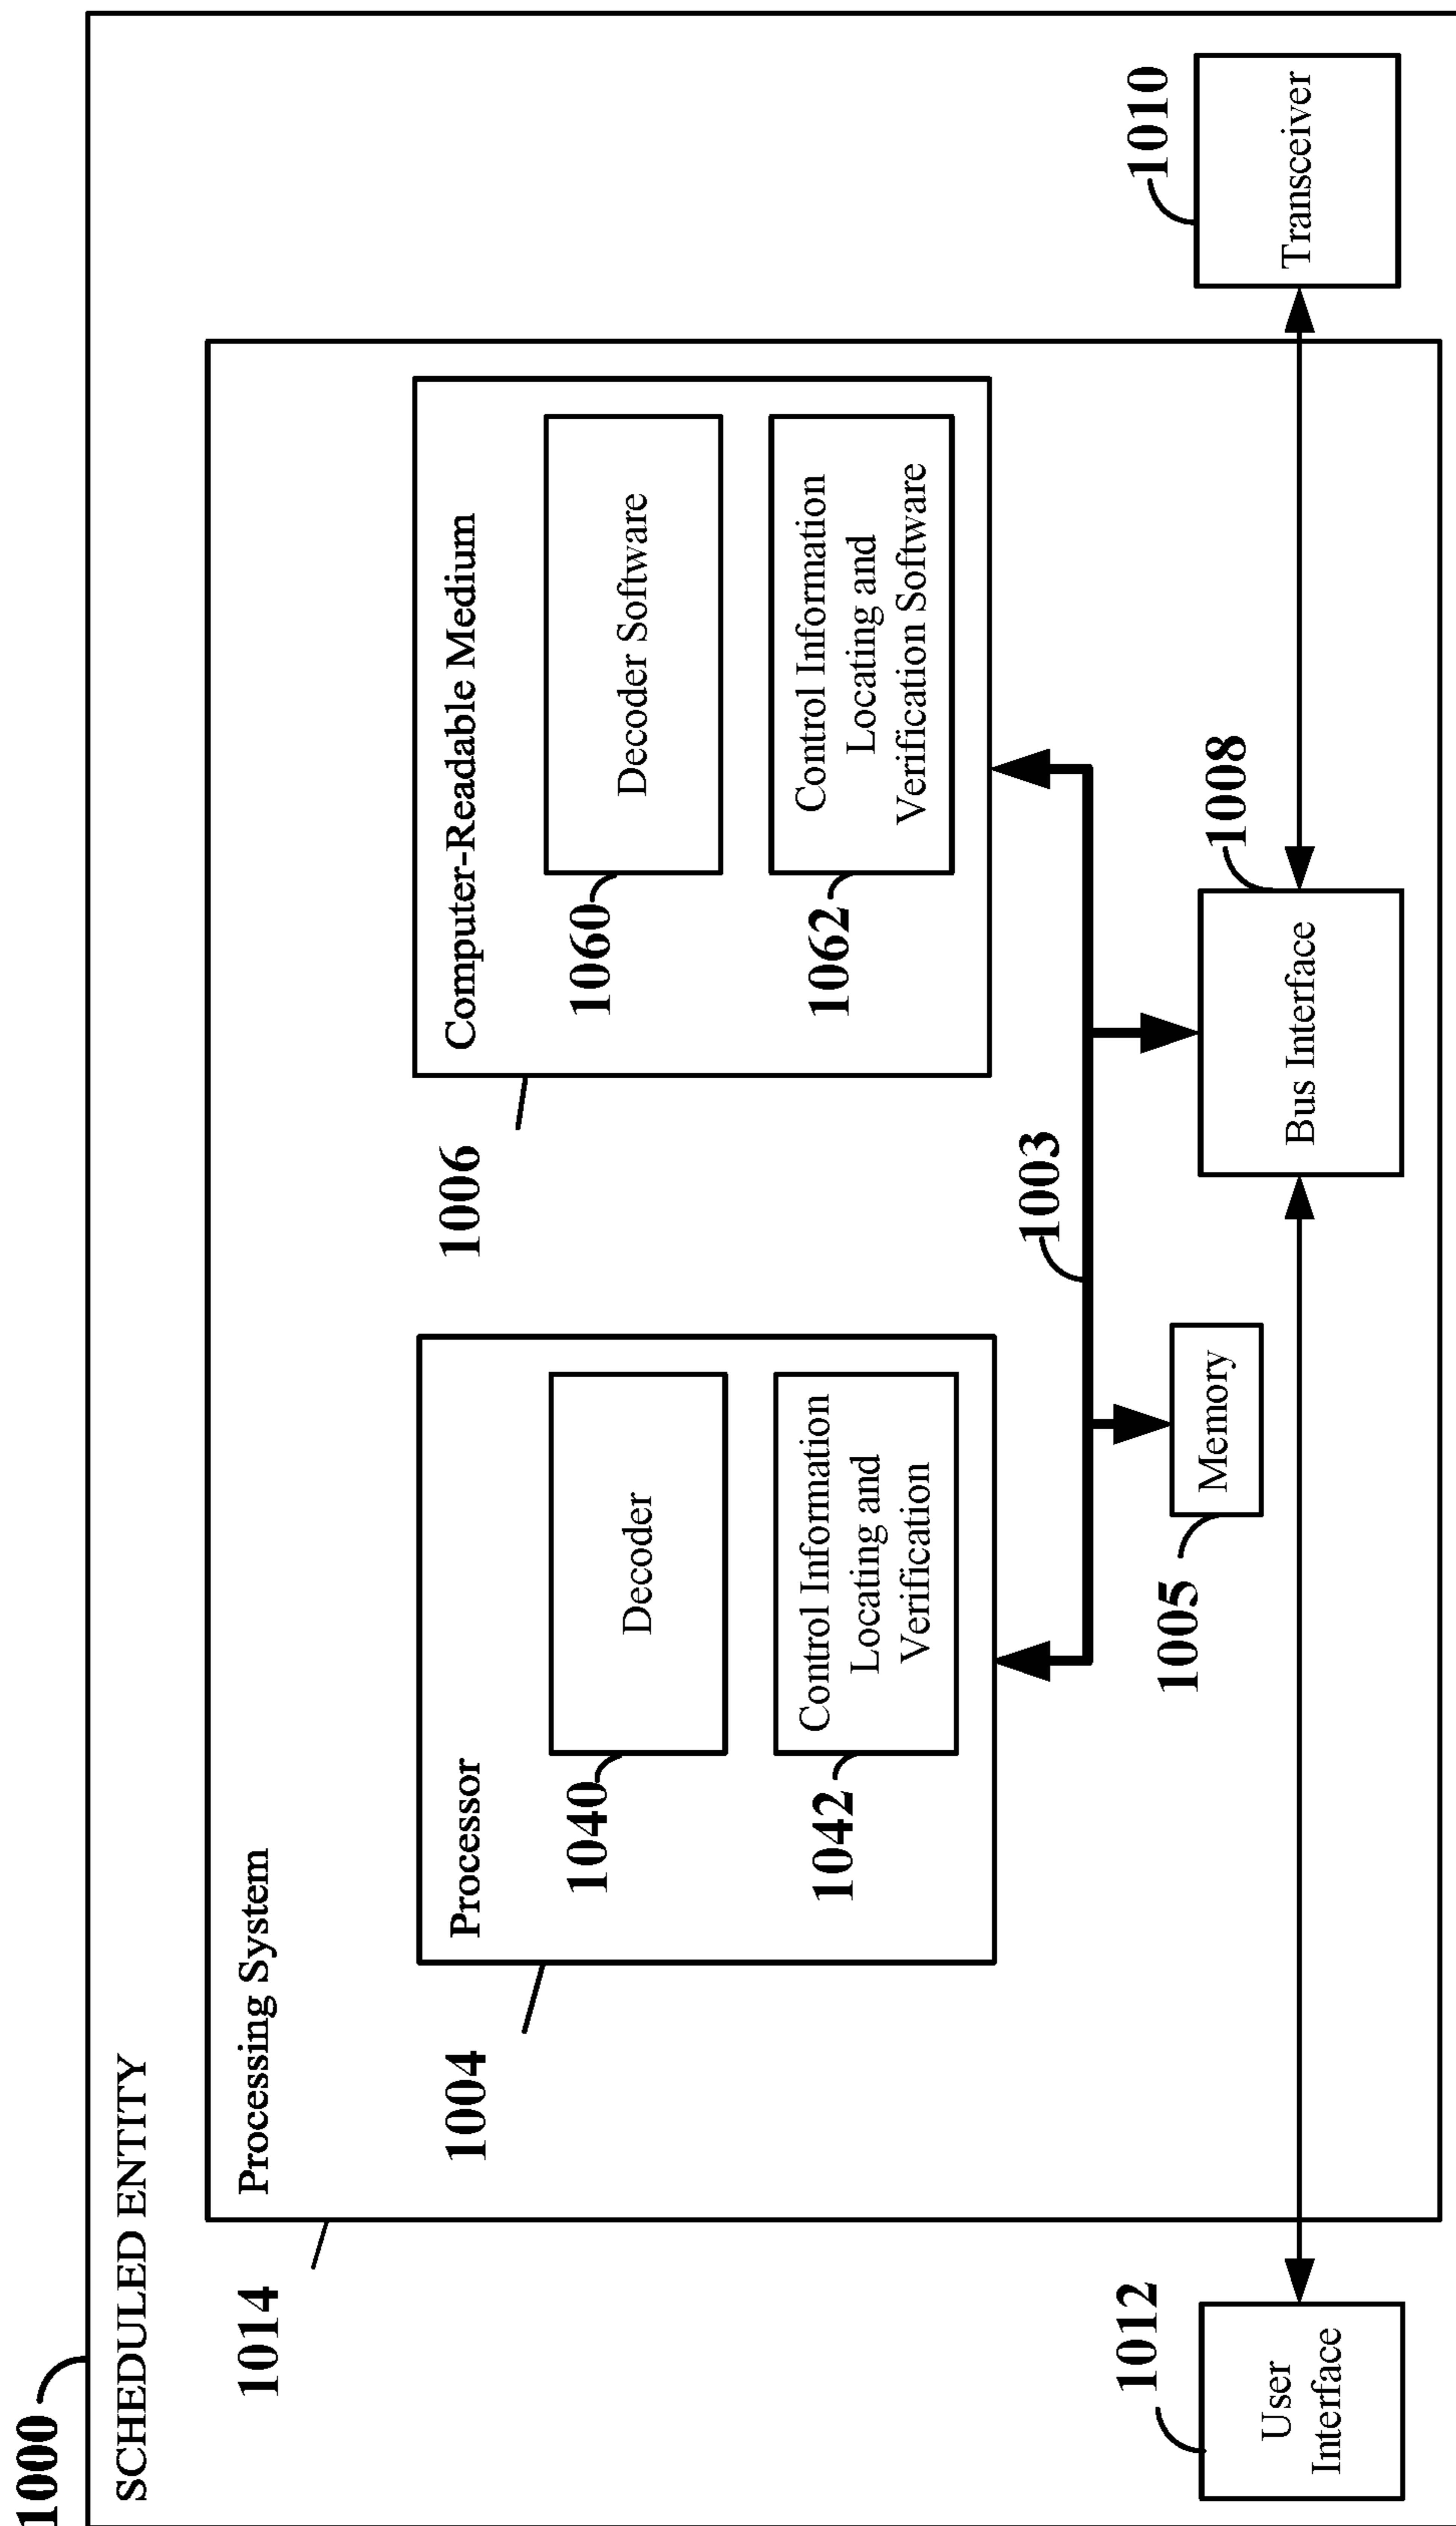 1000
SCHEDULED ENTITY
1014
Processing System
1004
Processor
1040
Decoder
1042
Control Information
Locating and
Verification
1006
Computer-Readable Medium
1060
Decoder Software
1062
Control Information
Locating and
Verification Software
1003
1005
Memory
1012
User
Interface
1008
Bus Interface
1010
Transceiver